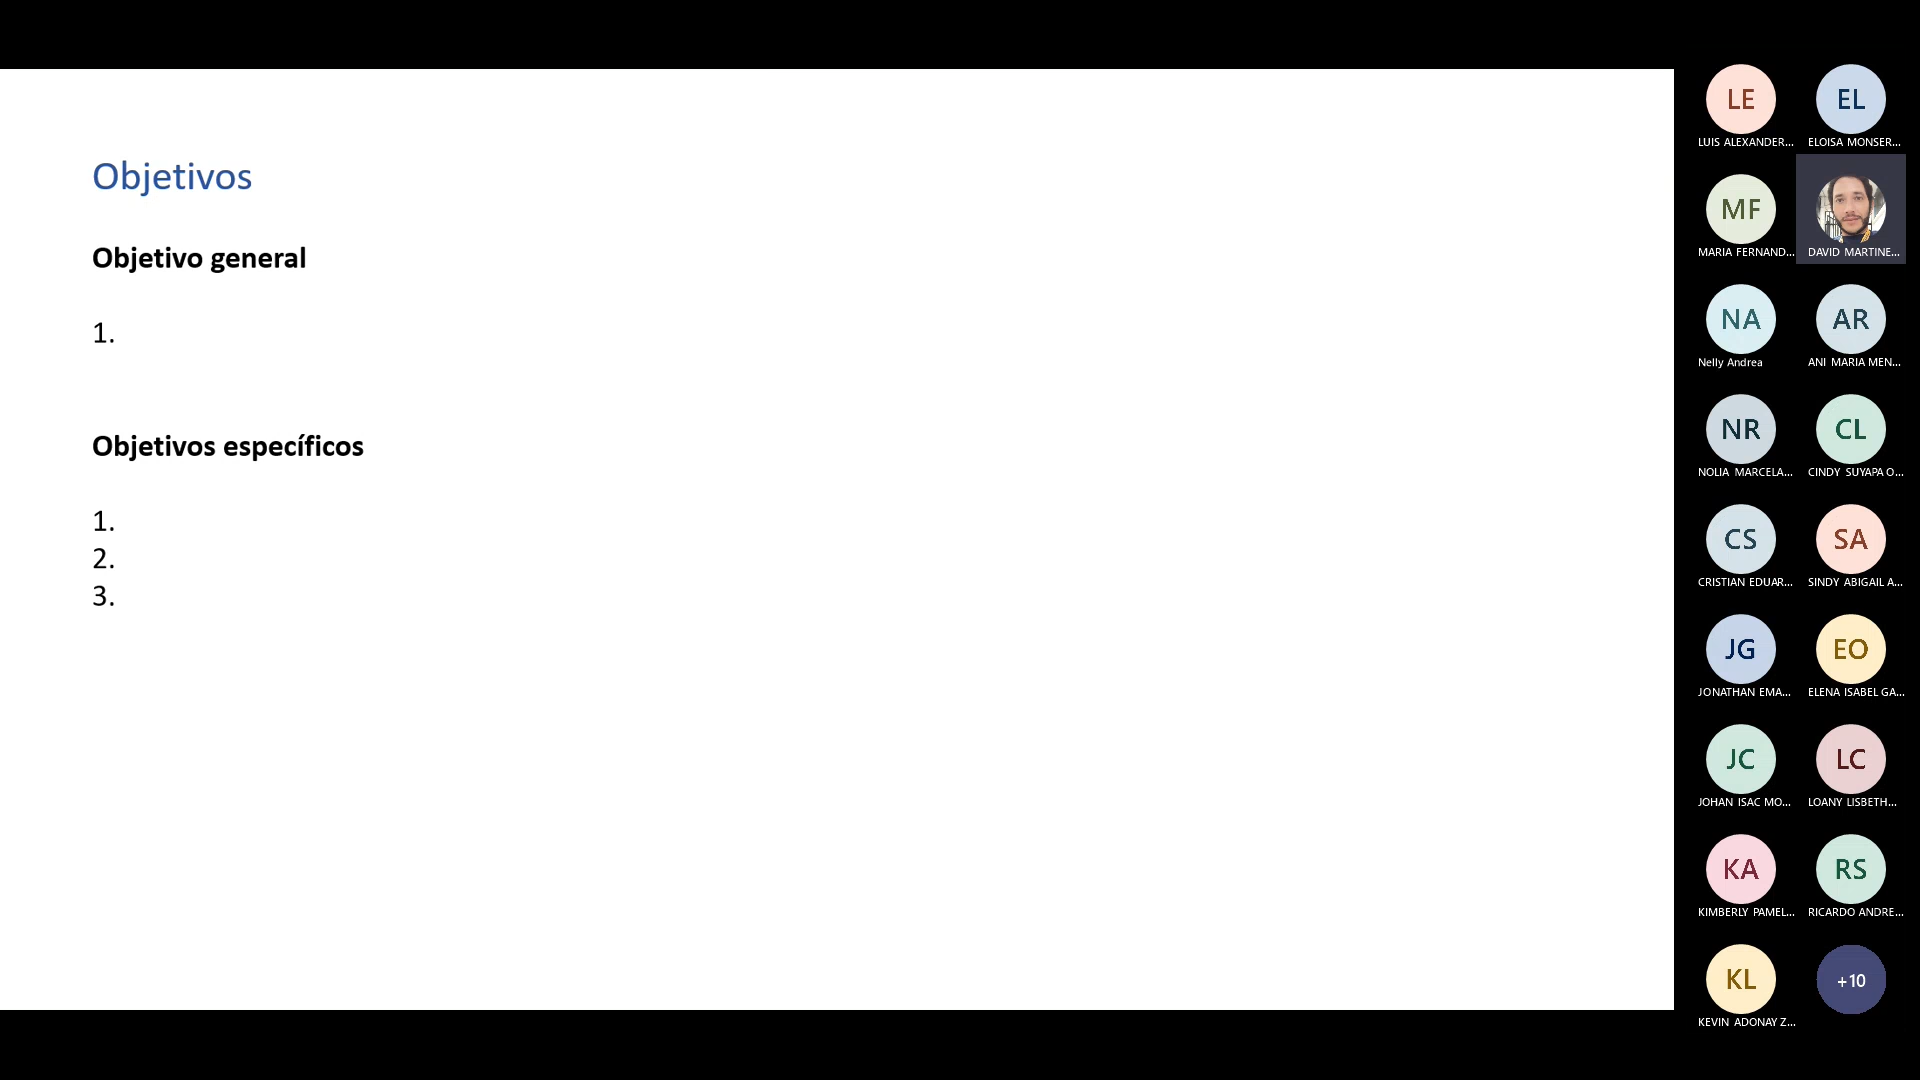 Objetivos
Objetivo general
1.
Objetivos específicos
1.
2.
3.
LE
LUIS ALEXANDER...
EL
ELOISA MONSER...
MF
MARIA FERNAND...
DAVID MARTINE...
NA
Nelly Andrea
AR
ANI MARIA MEN...
NR
NOLIA MARCELA...
CL
CINDY SUYAPA O...
CS
CRISTIAN EDUAR...
SA
SINDY ABIGAIL A...
JG
JONATHAN EMA...
EO
ELENA ISABEL GA...
JC
JOHAN ISAC MO...
LC
LOANY LISBETH...
KA
KIMBERLY PAMEL...
RS
RICARDO ANDRE...
KL
KEVIN ADONAY Z...
+10